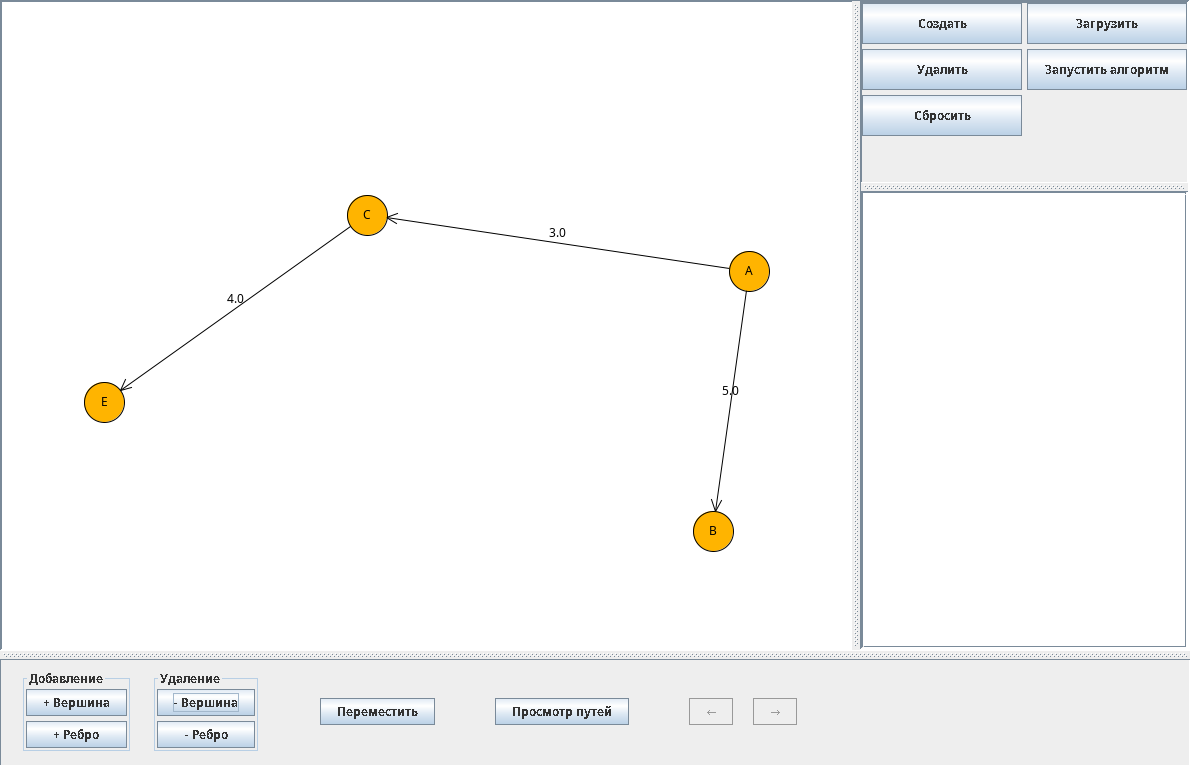 Создать
Загрузить
Удалить
Запустить алгоритм
Сбросить
C
3.0
A
4.0
5.0
E
B
Добавление
Удаление
+ Вершина
- Вершина
Переместить
Просмотр путей
←
→
+ Ребро
- Ребро